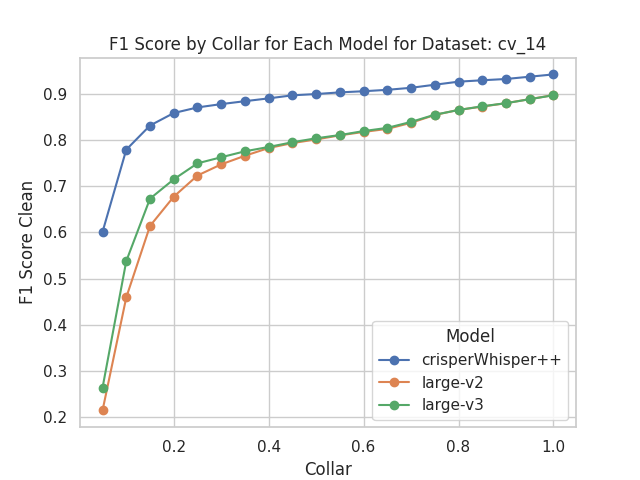 F1 Score by Collar for Each Model for Dataset: cv_14
F1 Score Clean
0.9
0.8
0.7
0.6
0.5
0.4
0.3
0.2
Model
crisperWhisper++
large-v2
large-v3
0.2
0.4
0.6
0.8
1.0
Collar